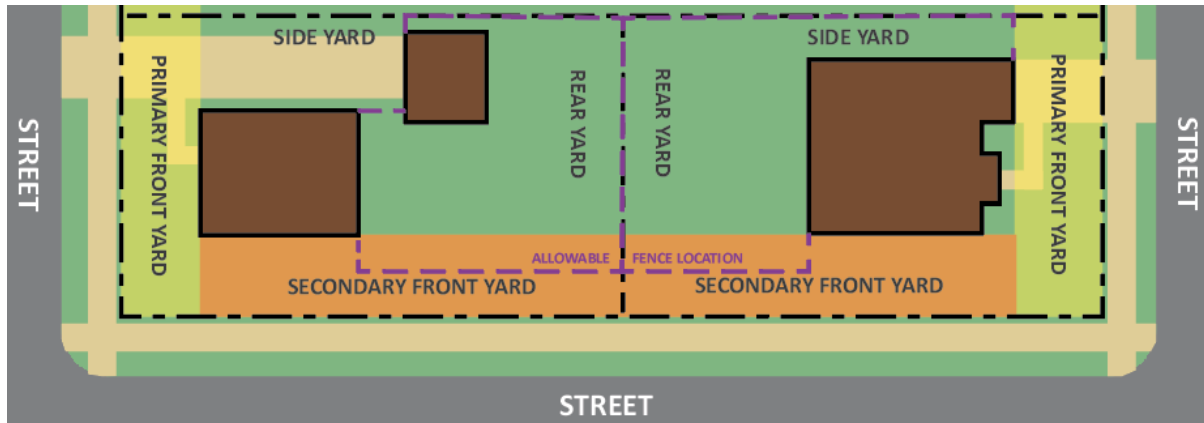 SIDE YARD
SIDE YARD
PRIMARY FRONT YARD
REAR YARD
REAR YARD
PRIMARY FRONT YARD
STREET
STREET
ALLOWABLE FENCE LOCATION
SECONDARY FRONT YARD
SECONDARY FRONT YARD
STREET